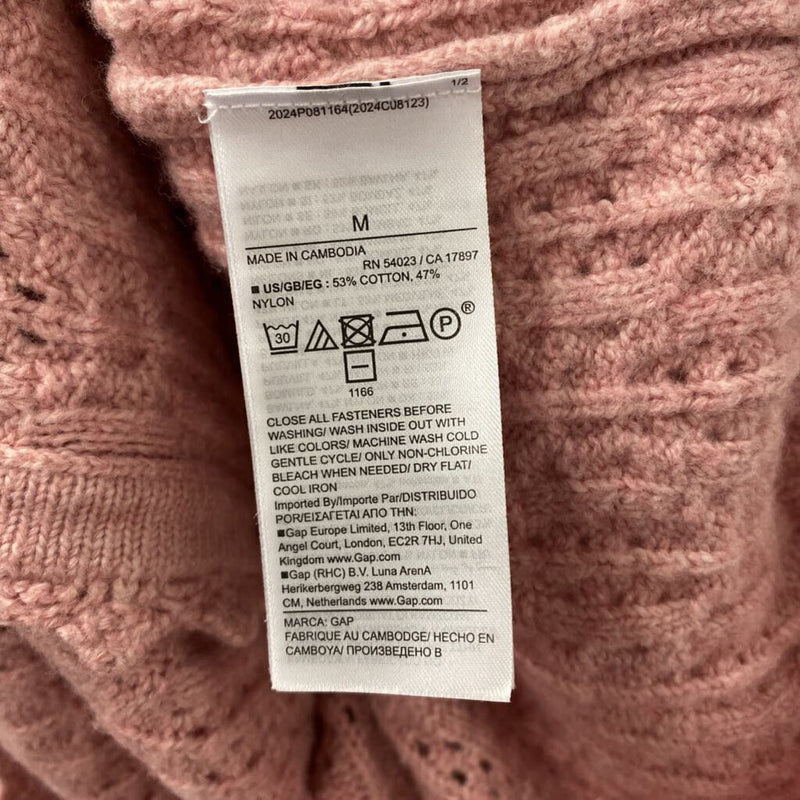 1/2
2024P081164(2024CU8123)
M
MADE IN CAMBODIA
RN 54023 / CA 17897
US/GB/EG : 53% COTTON, 47%
NYLON
30
P
®
1166
CLOSE ALL FASTENERS BEFORE
WASHING/ WASH INSIDE OUT WITH
LIKE COLORS/ MACHINE WASH COLD
GENTLE CYCLE/ ONLY NON-CHLORINE
BLEACH WHEN NEEDED/ DRY FLAT/
COOL IRON
Imported By/Importe Par/DISTRIBUIDO
POR/ΕΙΣΑΓΕΤΑΙ ΑΠΟ ΤΗΝ:
Gap Europe Limited, 13th Floor, One
Angel Court, London, EC2R 7HJ, United
Kingdom www.Gap.com
Gap (RHC) B.V. Luna ArenA
Herikerbergweg 238 Amsterdam, 1101
CM, Netherlands www.Gap.com
MARCA: GAP
FABRIQUE AU CAMBODGE/ HECHO EN
CAMBOYA/ ПРОИЗВЕДЕНО В